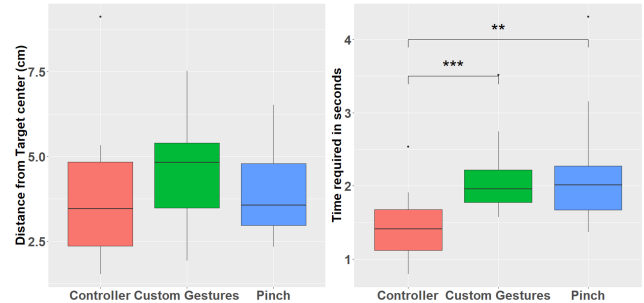 Distance from Target center (cm)
7.5
5.0
2.5
Controller Custom Gestures Pinch
Time required in seconds
4
3
2
1
**
***
Controller Custom Gestures Pinch